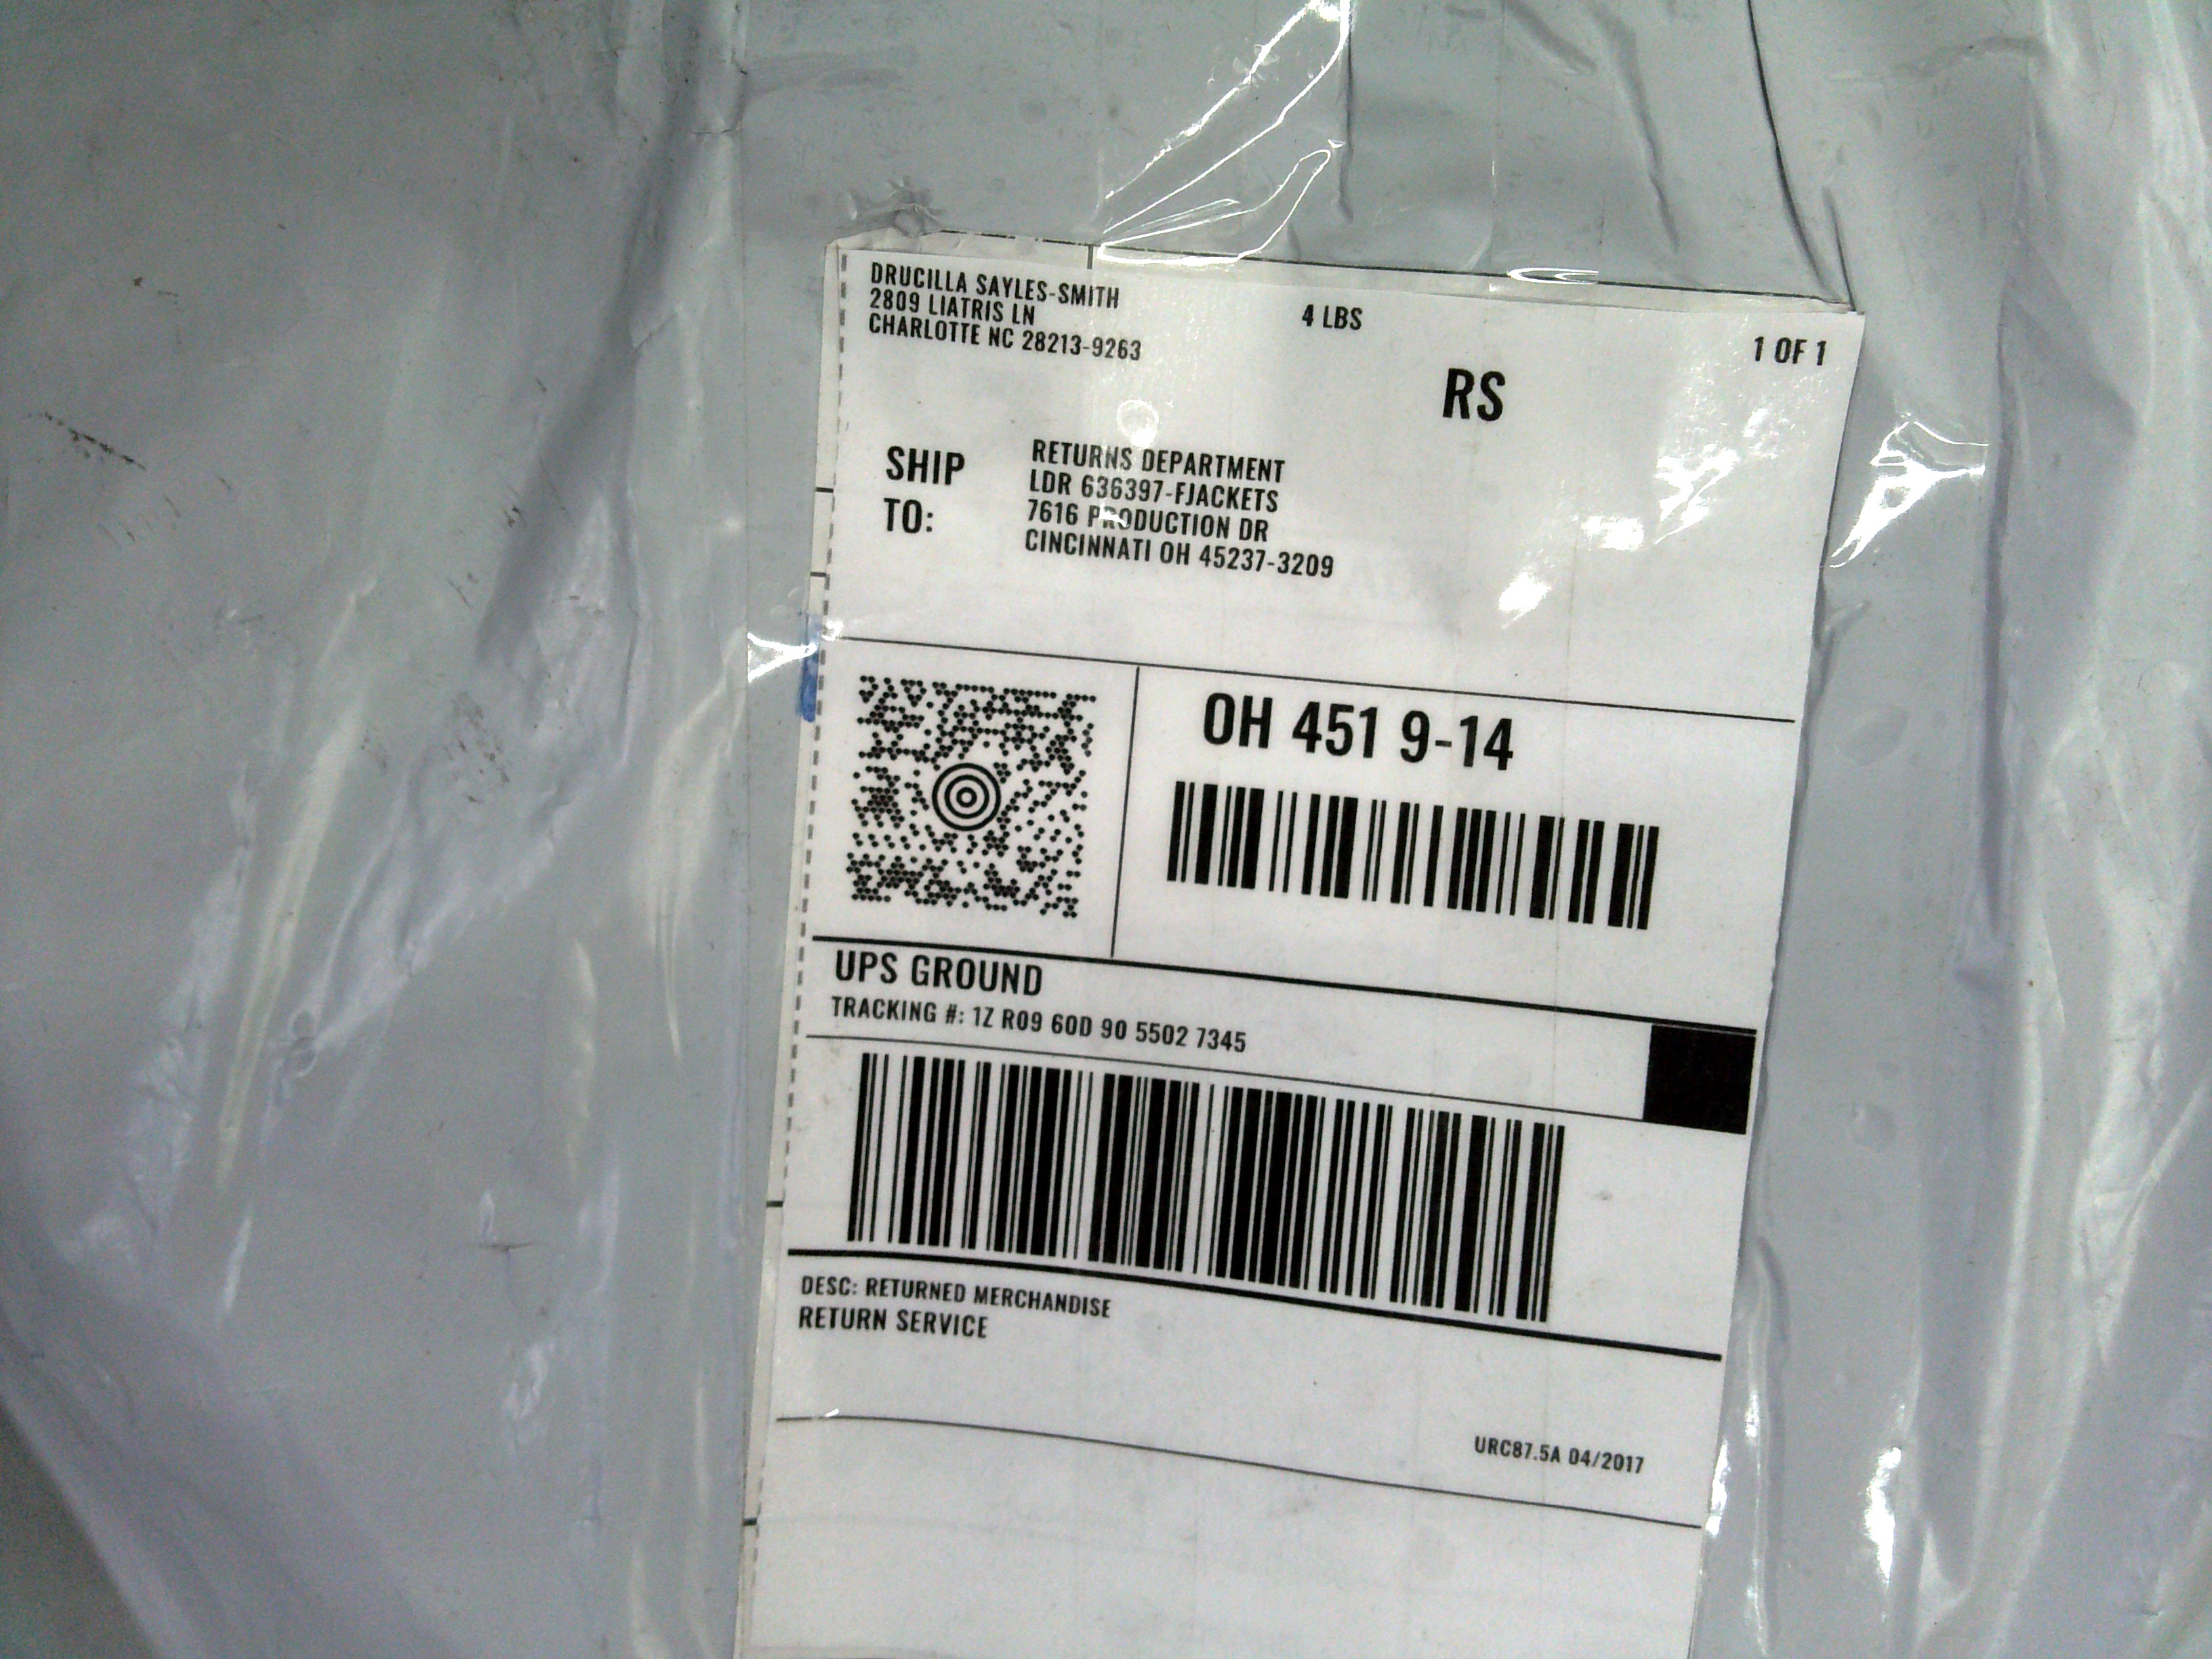 DRUCILLA SAYLES-SMITH
2809 LIATRIS LN
CHARLOTTE NC 28213-9263
4 LBS
1 OF 1
RS
SHIP
TO:
RETURNS DEPARTMENT
LDR 636397-FJACKETS
7616 PRODUCTION DR
CINCINNATI OH 45237-3209
OH 451 9-14
UPS GROUND
TRACKING #: 1Z R09 60D 90 5502 7345
DESC: RETURNED MERCHANDISE
RETURN SERVICE
URC87.5A 04/2017